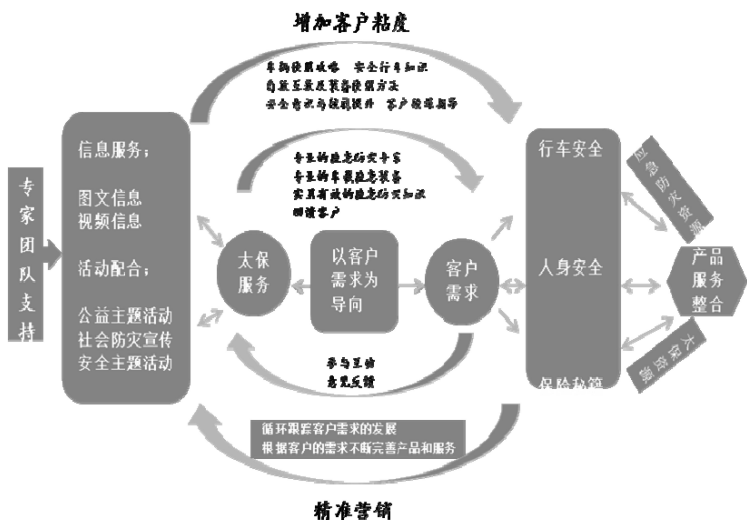 增加客户粘度
车辆使用攻略 安全行车知识
自救互救及装备使用方法
安全意识与技能提升 客户经理指导
专业的应急防灾专家
专业的车载应急装备
实用有效的应急防灾知识
回馈客户
专家团队支持
信息服务；
图文信息
视频信息
活动配合；
公益主题活动
社会防灾宣传
安全主题活动
太保
服务
以客户
需求为
导向
客户
需求
行车安全
人身安全
保险秘籍
应急防灾资源
产品
服务
整合
太保资源
参与互动
意见反馈
循环跟踪客户需求的发展
根据客户的需求不断完善产品和服务
精准营销